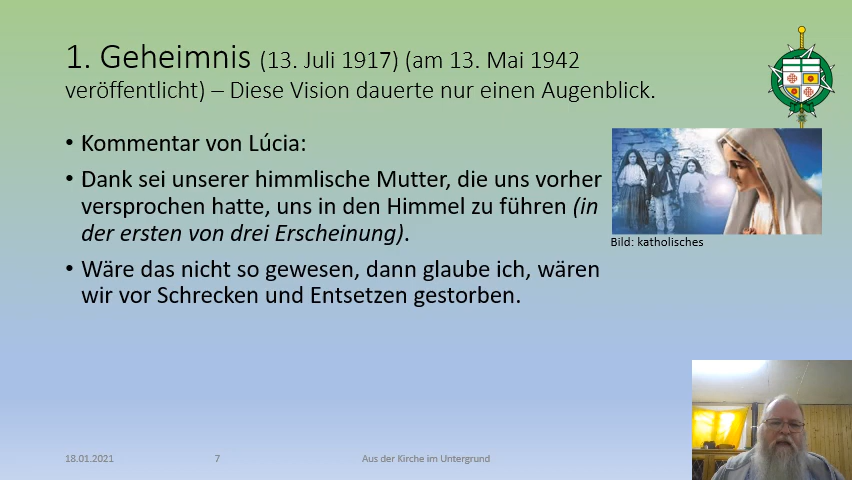 1. Geheimnis (13. Juli 1917) (am 13. Mai 1942
veröffentlicht) – Diese Vision dauerte nur einen Augenblick.
• Kommentar von Lúcia:
• Dank sei unserer himmlische Mutter, die uns vorher
versprochen hatte, uns in den Himmel zu führen (in
der ersten von drei Erscheinung).
• Wäre das nicht so gewesen, dann glaube ich, wären
wir vor Schrecken und Entsetzen gestorben.
Bild: katholisches
18.01.2021
7
Aus der Kirche im Untergrund